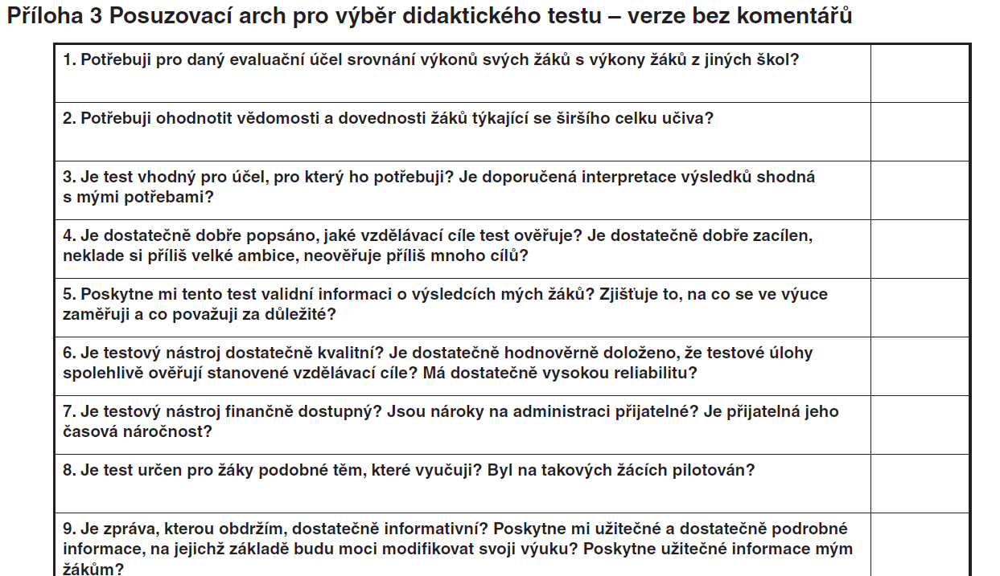 Příloha 3 Posuzovací arch pro výběr didaktického testu – verze bez komentářů
1. Potřebuji pro daný evaluační účel srovnání výkonů svých žáků s výkony žáků z jiných škol?
2. Potřebuji ohodnotit vědomosti a dovednosti žáků týkající se širšího celku učiva?
3. Je test vhodný pro účel, pro který ho potřebuji? Je doporučená interpretace výsledků shodná
s mými potřebami?
4. Je dostatečně dobře popsáno, jaké vzdělávací cíle test ověřuje? Je dostatečně dobře zacílen,
neklade si příliš velké ambice, neověřuje příliš mnoho cílů?
5. Poskytne mi tento test validní informaci o výsledcích mých žáků? Zjišťuje to, na co se ve výuce
zaměřuji a co považuji za důležité?
6. Je testový nástroj dostatečně kvalitní? Je dostatečně hodnověrně doloženo, že testové úlohy
spolehlivě ověřují stanovené vzdělávací cíle? Má dostatečně vysokou reliabilitu?
7. Je testový nástroj finančně dostupný? Jsou nároky na administraci přijatelné? Je přijatelná jeho
časová náročnost?
8. Je test určen pro žáky podobné těm, které vyučuji? Byl na takových žácích pilotován?
9. Je zpráva, kterou obdržím, dostatečně informativní? Poskytne mi užitečné a dostatečně podrobné
informace, na jejichž základě budu moci modifikovat svoji výuku? Poskytne užitečné informace mým
žákům?